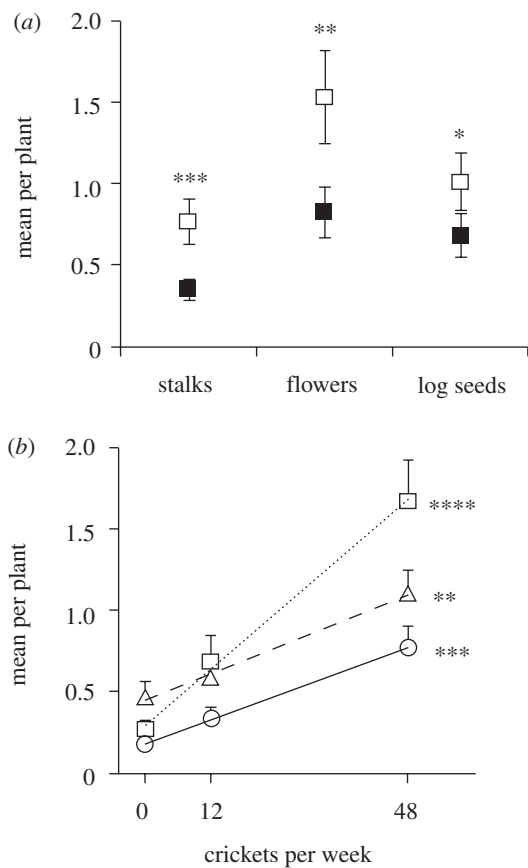 (a)
2.0
**
1.5
***
*
mean per plant
1.0
0.5
0
stalks flowers log seeds
(b)
2.0
****
1.5
mean per plant
**
1.0
***
0.5
0
0 12 48
crickets per week